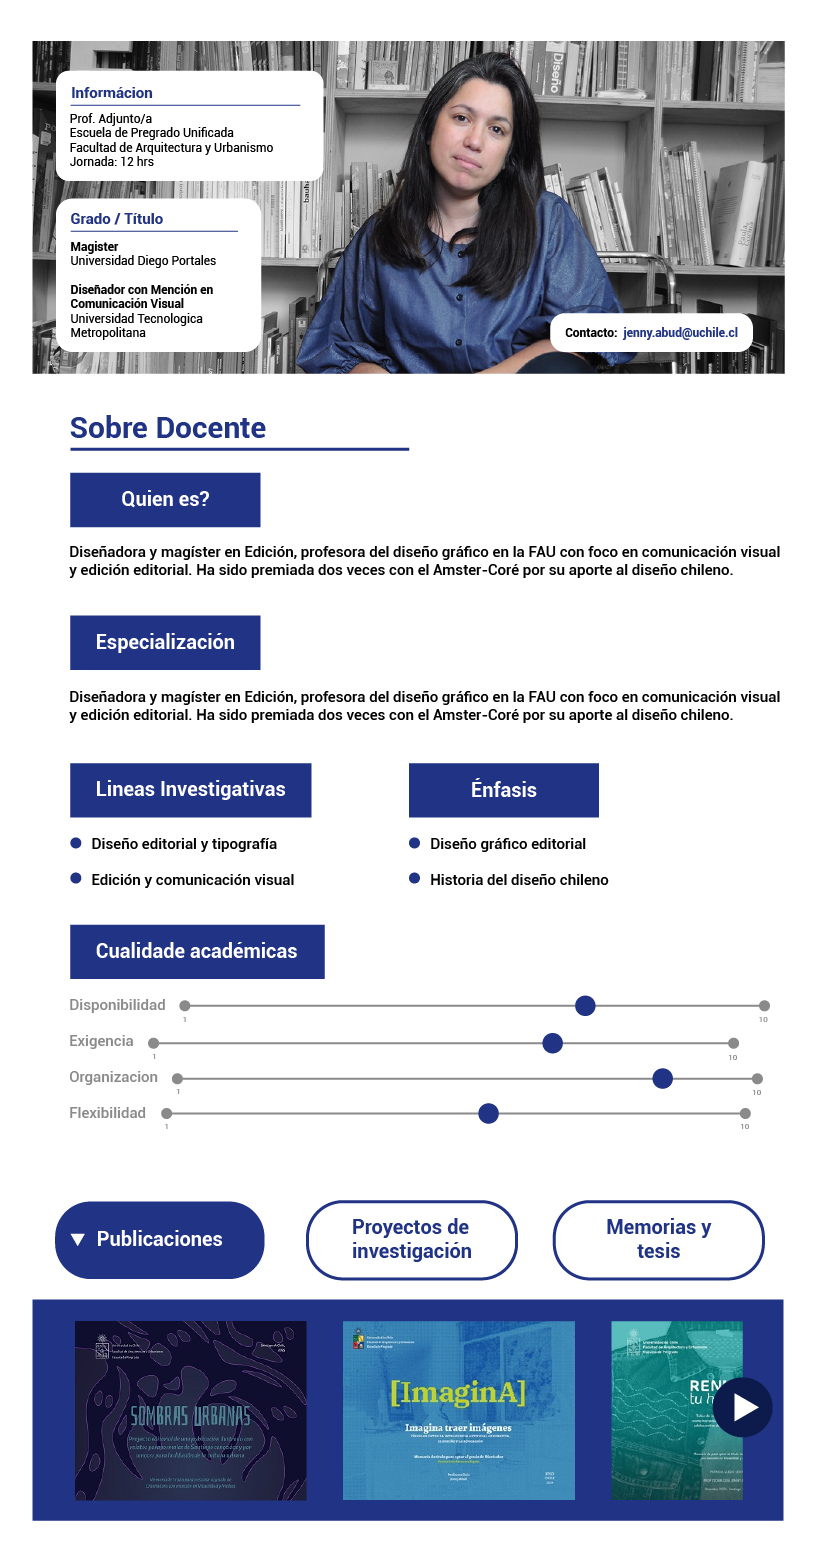 Informácion
Prof. Adjunto/a
Escuela de Pregrado Unificada
Facultad de Arquitectura y Urbanismo
Jornada: 12 hrs
Grado / Título
Magister
Universidad Diego Portales
Diseñador con Mención en
Comunicación Visual
Universidad Tecnologica
Metropolitana
Diseño
bauha
Contacto: jenny.abud@uchile.cl
Sobre Docente
Quien es?
Diseñadora y magíster en Edición, profesora del diseño gráfico en la FAU con foco en comunicación visual
y edición editorial. Ha sido premiada dos veces con el Amster-Coré por su aporte al diseño chileno.
Especialización
Diseñadora y magíster en Edición, profesora del diseño gráfico en la FAU con foco en comunicación visual
y edición editorial. Ha sido premiada dos veces con el Amster-Coré por su aporte al diseño chileno.
Lineas Investigativas
Diseño editorial y tipografía
Edición y comunicación visual
Énfasis
Diseño gráfico editorial
Historia del diseño chileno
Cualidade académicas
Disponibilidad
1 10
Exigencia
1 10
Organizacion
1 10
Flexibilidad
1 10
▼ Publicaciones
Proyectos de
investigación
Memorias y
tesis
SOMBRAS URBANAS
[ImaginA]
Imagina traer imágenes
REN
tu h